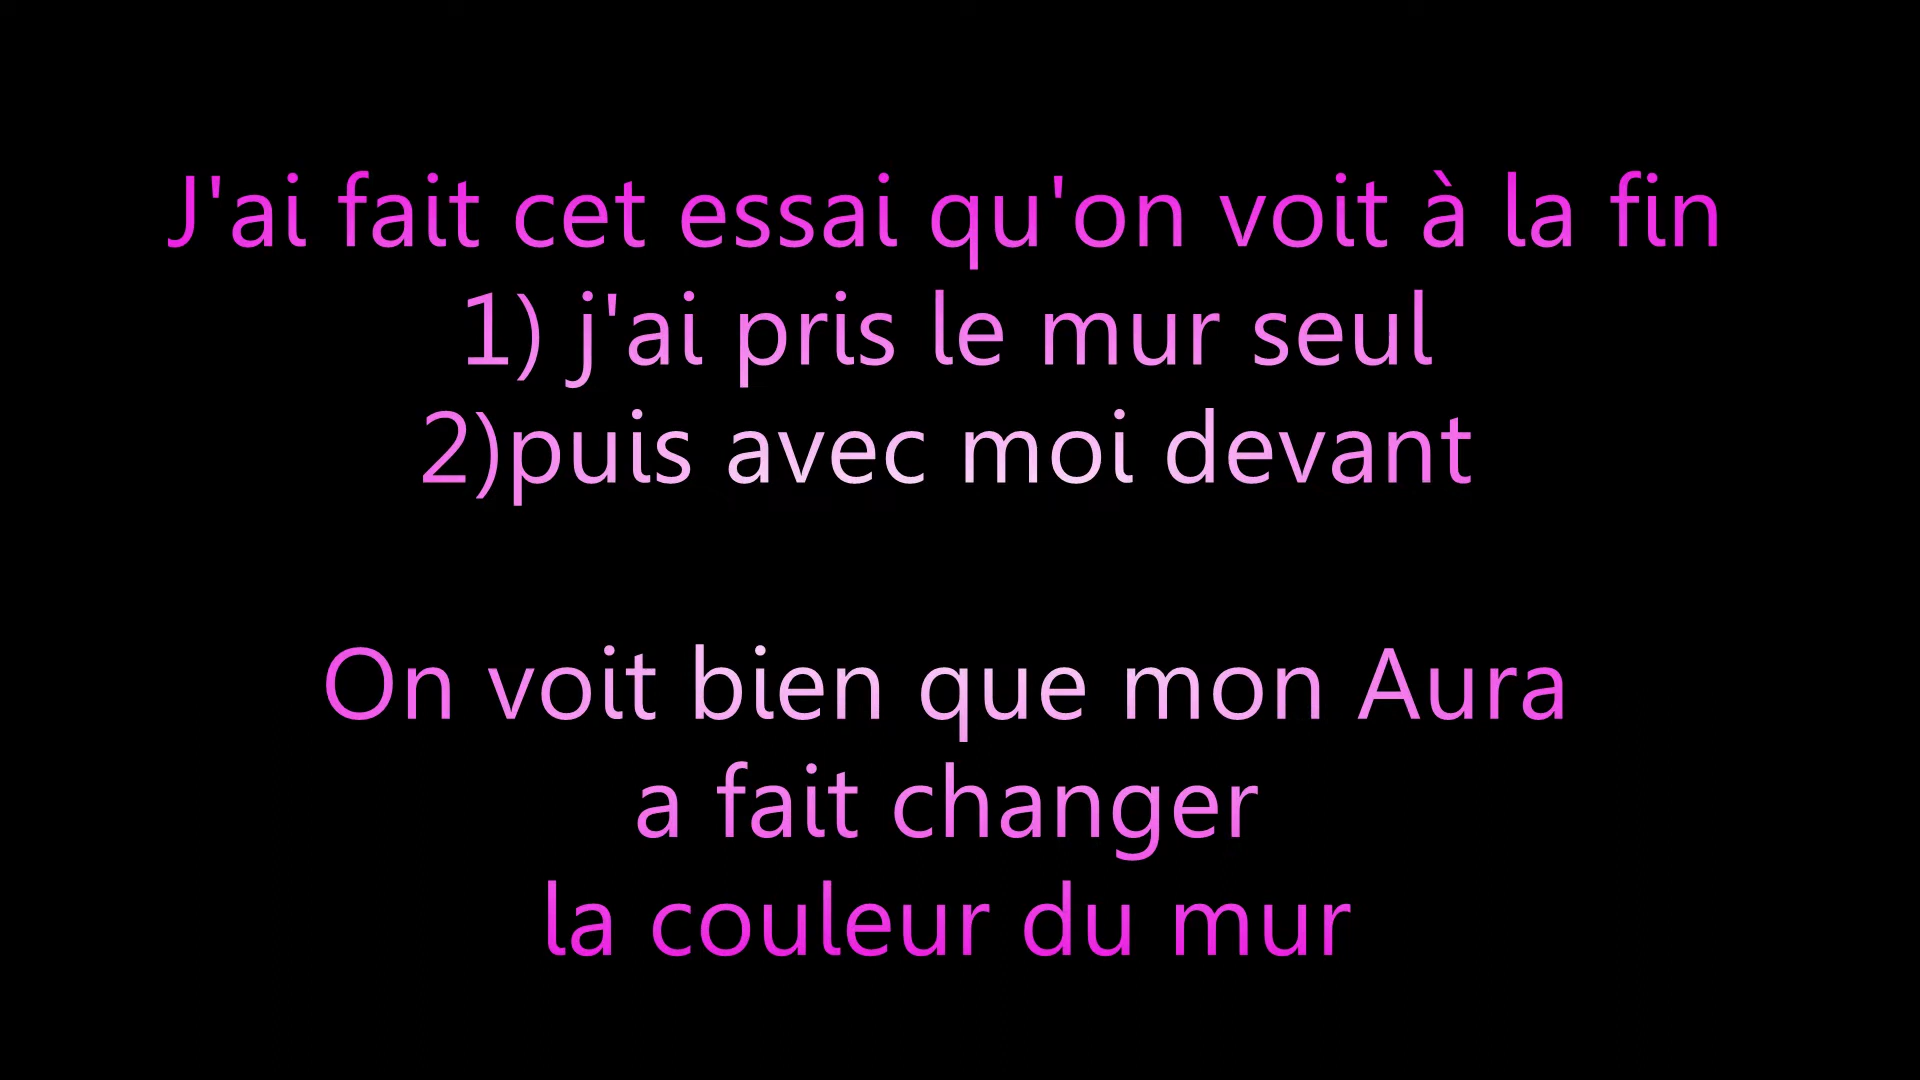 J'ai fait cet essai qu'on voit à la fin
1) j'ai pris le mur seul
2)puis avec moi devant
On voit bien que mon Aura
a fait changer
la couleur du mur